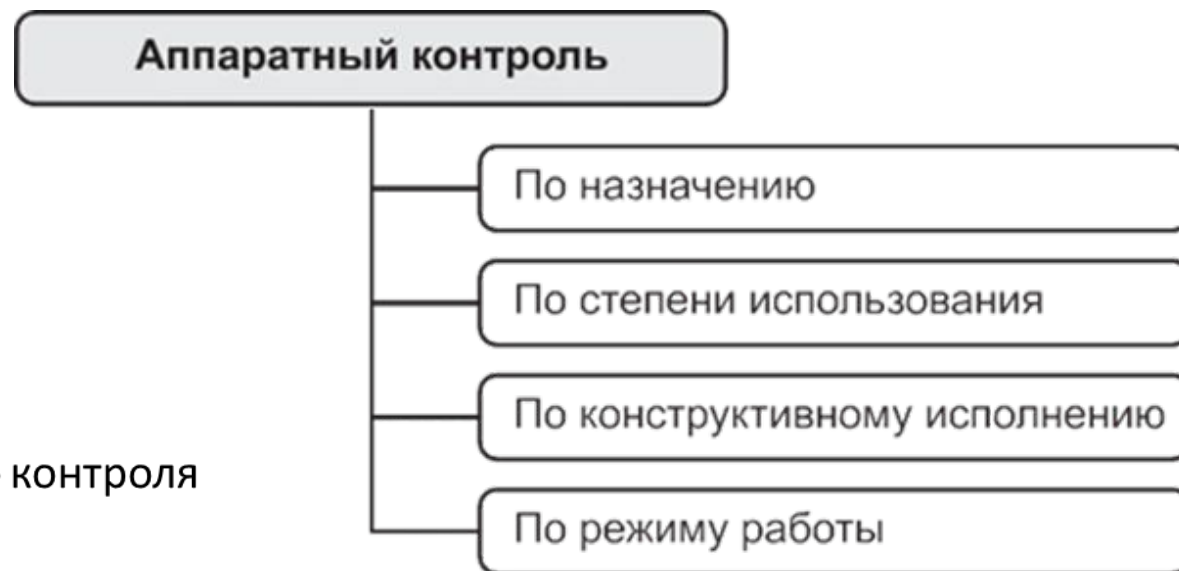 Аппаратный контроль
По назначению
По степени использования
По конструктивному исполнению
контроля
По режиму работы